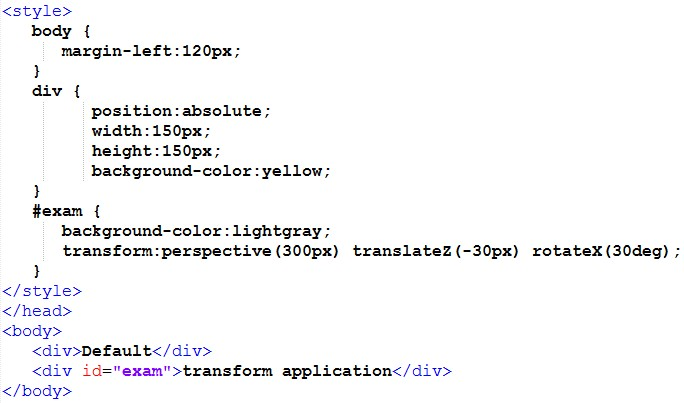 <style>
body {
margin-left:120px;
}
div {
position:absolute;
width:150px;
height:150px;
background-color:yellow;
}
#exam {
background-color:lightgray;
transform:perspective(300px) translateZ(-30px) rotateX(30deg);
}
</style>
</head>
<body>
<div>Default</div>
<div id="exam">transform application</div>
</body>